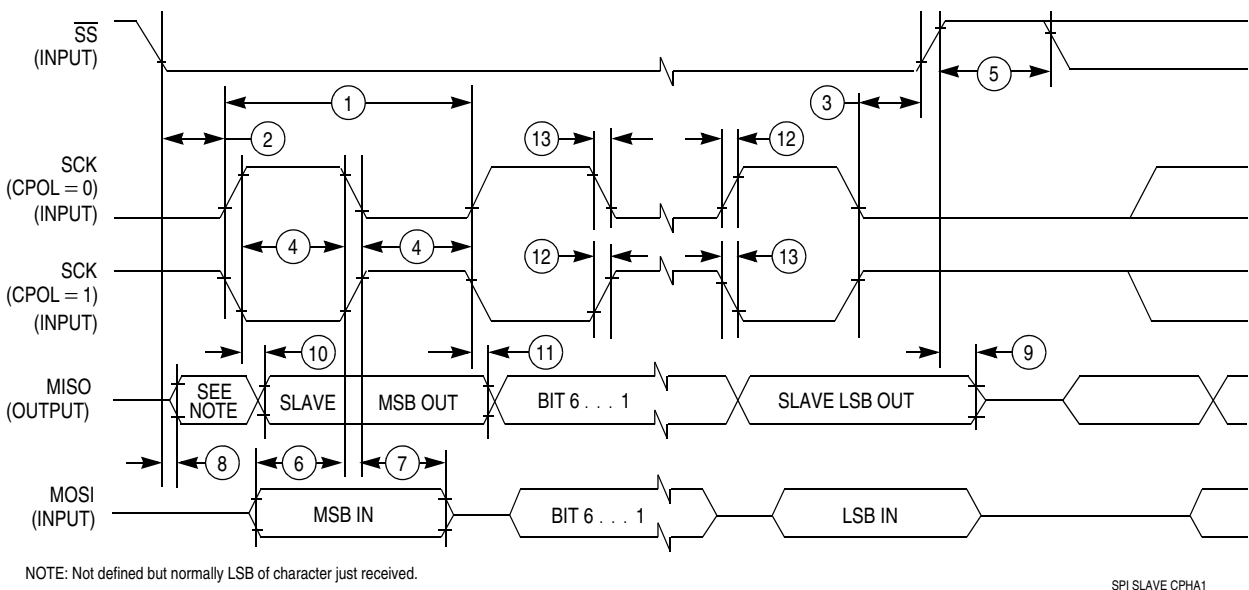 SS
(INPUT)
5
3
1
2
13
12
SCK
(CPOL = 0)
(INPUT)
4
4
12
13
SCK
(CPOL = 1)
(INPUT)
10
11
9
MISO
(OUTPUT)
SEE
NOTE
SLAVE
MSB OUT
BIT 6 . . . 1
SLAVE LSB OUT
8
6
7
MOSI
(INPUT)
MSB IN
BIT 6 . . . 1
LSB IN
NOTE: Not defined but normally LSB of character just received.
SPI SLAVE CPHA1